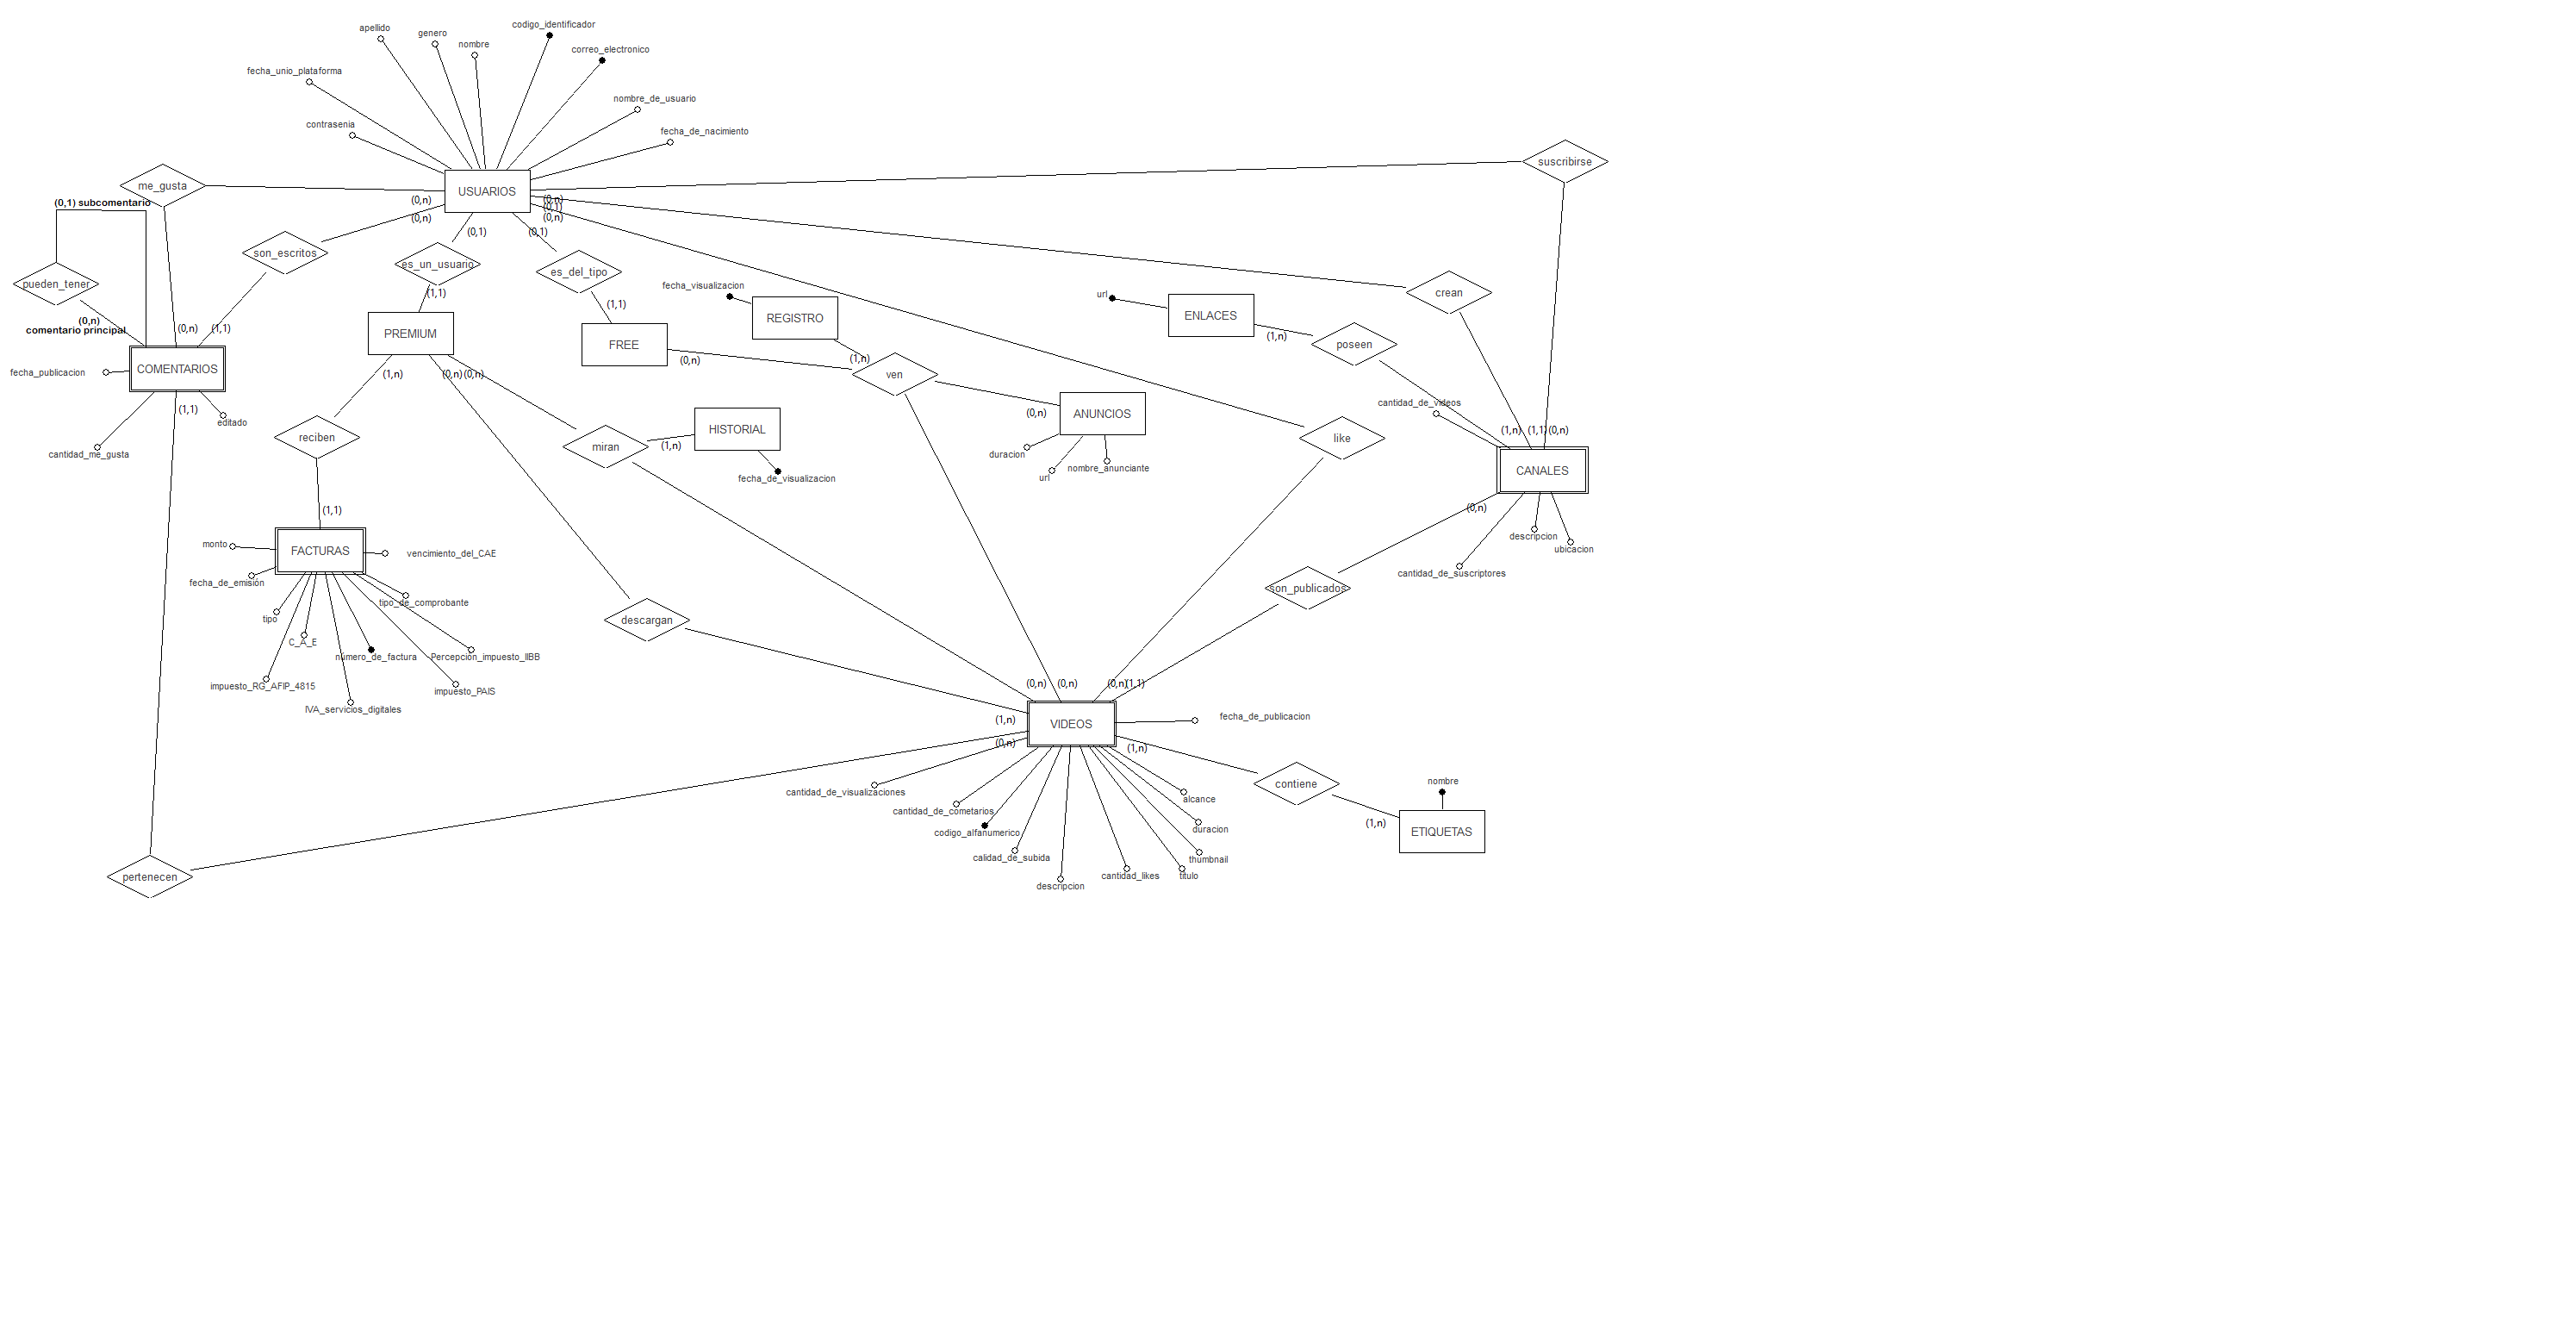 codigo_identificador
apellido
genero
nombre
correo_electronico
fecha_unio_plataforma
nombre_de_usuario
contrasenia
fecha_de_nacimiento
suscribirse
me_gusta
USUARIOS
(0,1) subcomentario
(0,n)
(0,n)
(0,n)
(0,1)
(0,n)
(0,1)
(0,1)
son_escritos
es_un_usuario
es_del_tipo
pueden_tener
(1,1)
fecha_visualizacion
url
crean
(1,1)
REGISTRO
ENLACES
(0,n)
comentario principal
(0,n)
(1,1)
PREMIUM
FREE
(1,n)
poseen
(0,n)
(1,n)
COMENTARIOS
fecha_publicacion
(1,n)
(0,n)
(0,n)
ven
(1,1)
editado
cantidad_me_gusta
reciben
miran
(1,n)
HISTORIAL
fecha_de_visualizacion
(0,n)
ANUNCIOS
duracion
url
nombre_anunciante
like
cantidad_de_videos
(1,n)
(1,1)
(0,n)
CANALES
(0,n)
descripcion
ubicacion
cantidad_de_suscriptores
(1,1)
monto
FACTURAS
vencimiento_del_CAE
fecha_de_emisión
tipo_de_comprobante
tipo
C_A_E
número_de_factura
Percepción_impuesto_IIBB
impuesto_RG_AFIP_4815
impuesto_PAIS
IVA_servicios_digitales
descargan
son_publicados
(0,n)
(0,n)
(0,n)
(1,1)
(1,n)
VIDEOS
fecha_de_publicacion
(0,n)
(1,n)
cantidad_de_visualizaciones
cantidad_de_cometarios
codigo_alfanumerico
calidad_de_subida
descripcion
cantidad_likes
titulo
thumbnail
duracion
alcance
contiene
nombre
(1,n)
ETIQUETAS
pertenecen